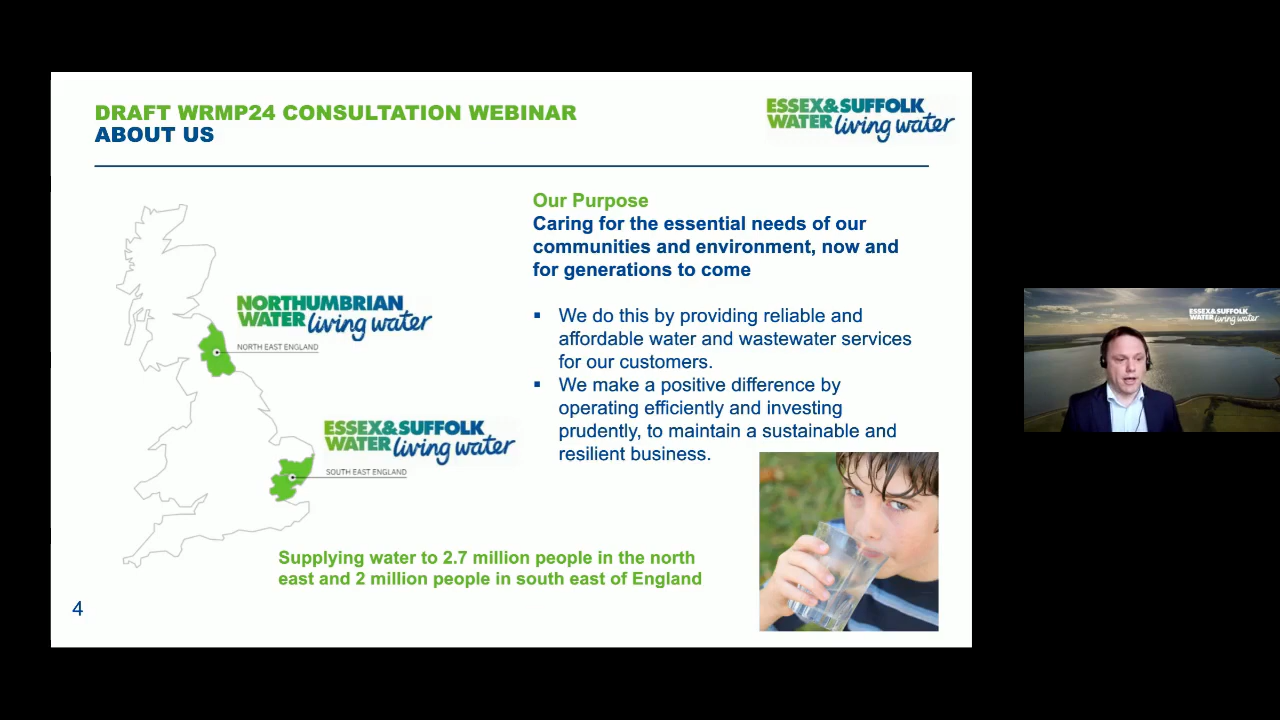 DRAFT WRMP24 CONSULTATION WEBINAR
ABOUT US
ESSEX&SUFFOLK
WATER living water
Our Purpose
Caring for the essential needs of our
communities and environment, now and
for generations to come
NORTHUMBRIAN
WATER living water
NORTH EAST ENGLAND
▪ We do this by providing reliable and
affordable water and wastewater services
for our customers.
▪ We make a positive difference by
operating efficiently and investing
prudently, to maintain a sustainable and
resilient business.
ESSEX&SUFFOLK
WATER living water
SOUTH EAST ENGLAND
Supplying water to 2.7 million people in the north
east and 2 million people in south east of England
4
ESSEX&SUFFOLK
WATER living water